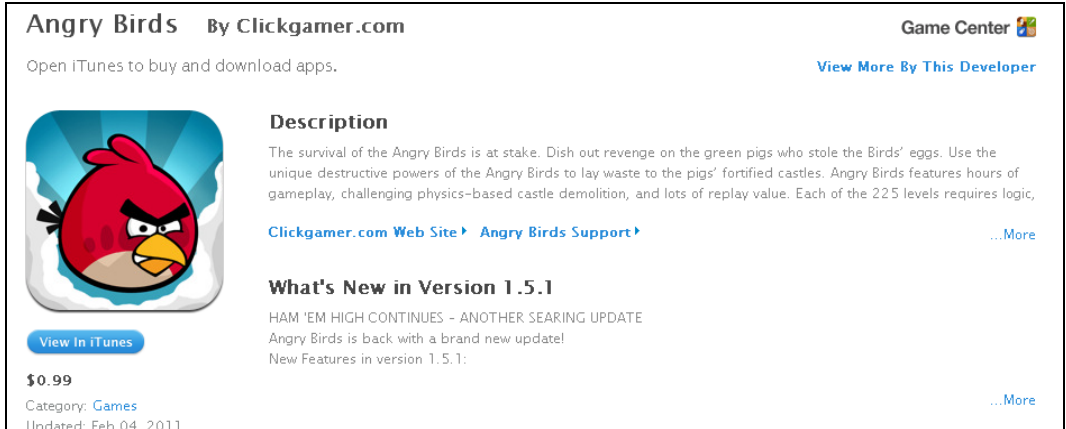 Angry Birds By Clickgamer.com
Game Center
Open iTunes to buy and download apps.
View More By This Developer
Description
The survival of the Angry Birds is at stake. Dish out revenge on the green pigs who stole the Birds' eggs. Use the
unique destructive powers of the Angry Birds to lay waste to the pigs' fortified castles. Angry Birds features hours of
gameplay, challenging physics-based castle demolition, and lots of replay value. Each of the 225 levels requires logic,
Clickgamer.com Web Site Angry Birds Support
...More
What's New in Version 1.5.1
HAM 'EM HIGH CONTINUES - ANOTHER SEARING UPDATE
Angry Birds is back with a brand new update!
New Features in version 1.5.1:
...More
View In iTunes
$0.99
Category: Games
Updated: Feb 04, 2011